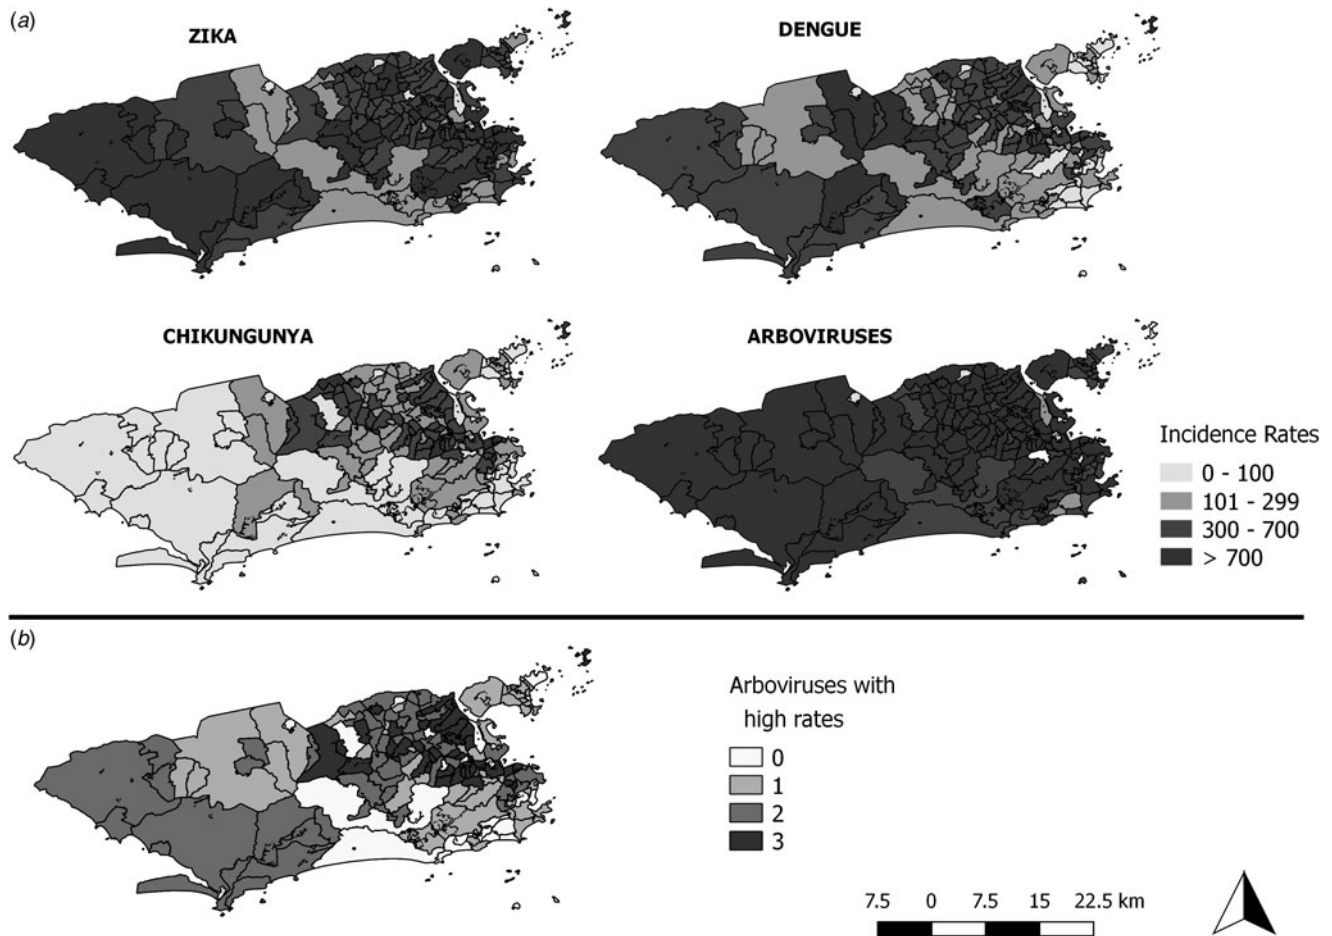 (a)
ZIKA
DENGUE
CHIKUNGUNYA
ARBOVIRUSES
Incidence Rates
0 - 100
101 - 299
300 - 700
> 700
(b)
Arboviruses with
high rates
0
1
2
3
7.5 0 7.5 15 22.5 km